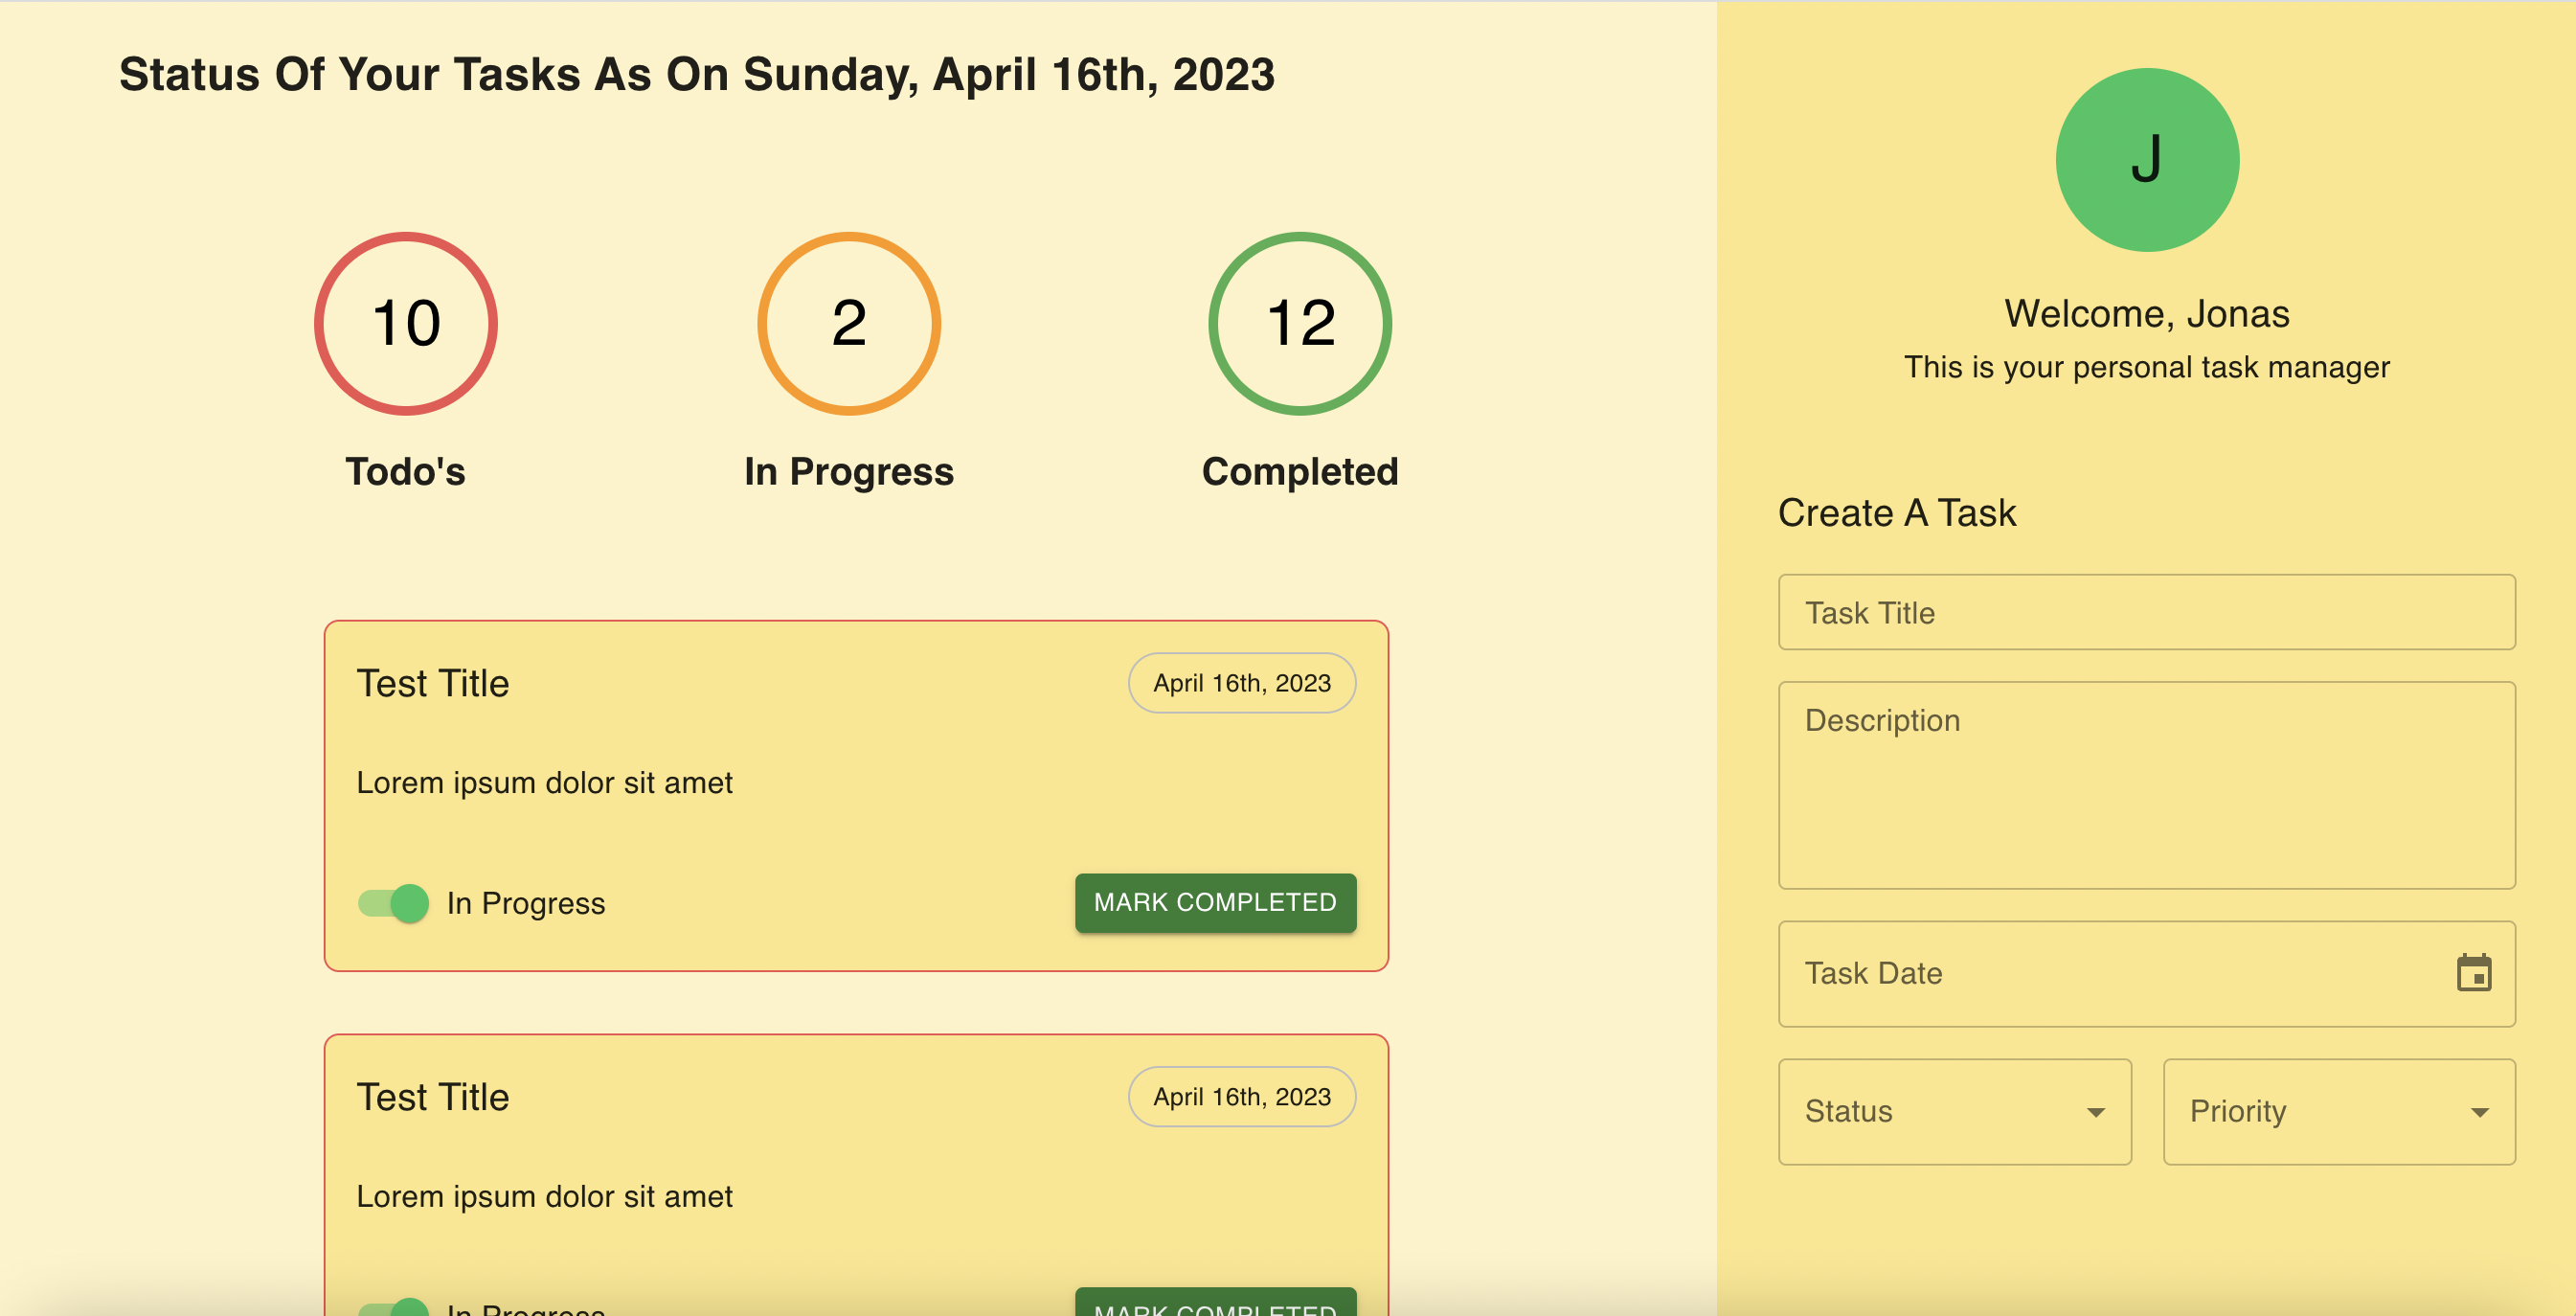 Status Of Your Tasks As On Sunday, April 16th, 2023
10
2
12
Todo's
In Progress
Completed
Test Title
April 16th, 2023
Lorem ipsum dolor sit amet
In Progress
MARK COMPLETED
Test Title
April 16th, 2023
Lorem ipsum dolor sit amet
In Progress
MARK COMPLETED
J
Welcome, Jonas
This is your personal task manager
Create A Task
Task Title
Description
Task Date
Status
Priority